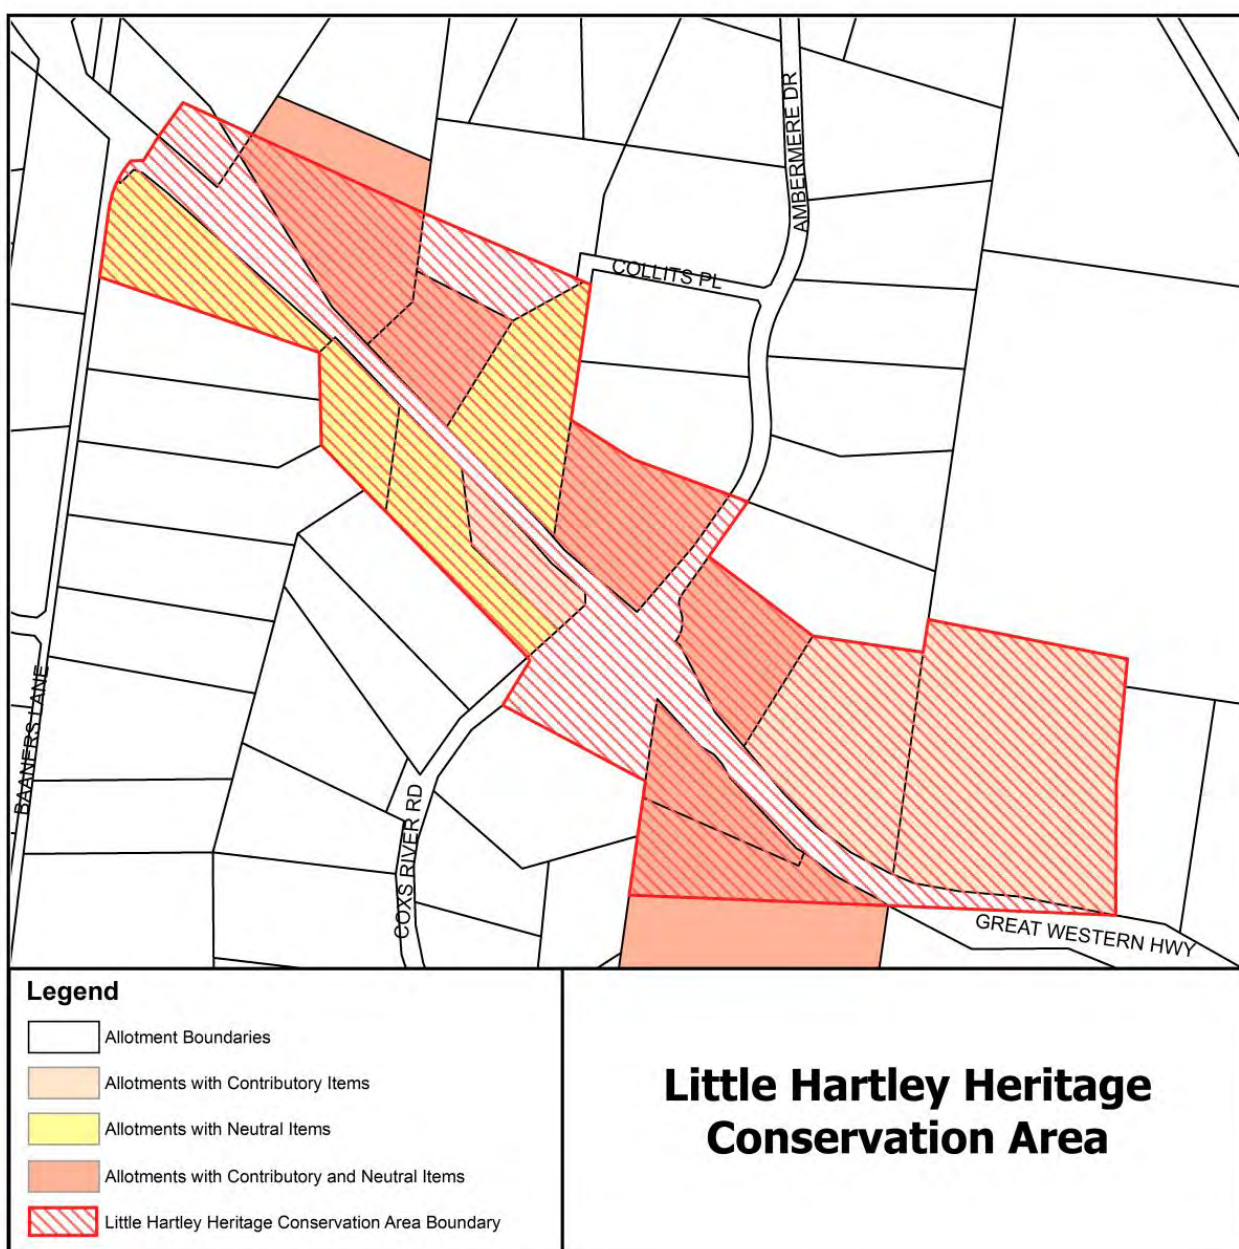 AMBERMERE DR
COLLITS PL
BAANERS LANE
COXS RIVER RD
GREAT WESTERN HWY
Legend
Allotment Boundaries
Allotments with Contributory Items
Allotments with Neutral Items
Allotments with Contributory and Neutral Items
Little Hartley Heritage Conservation Area Boundary
Little Hartley Heritage
Conservation Area